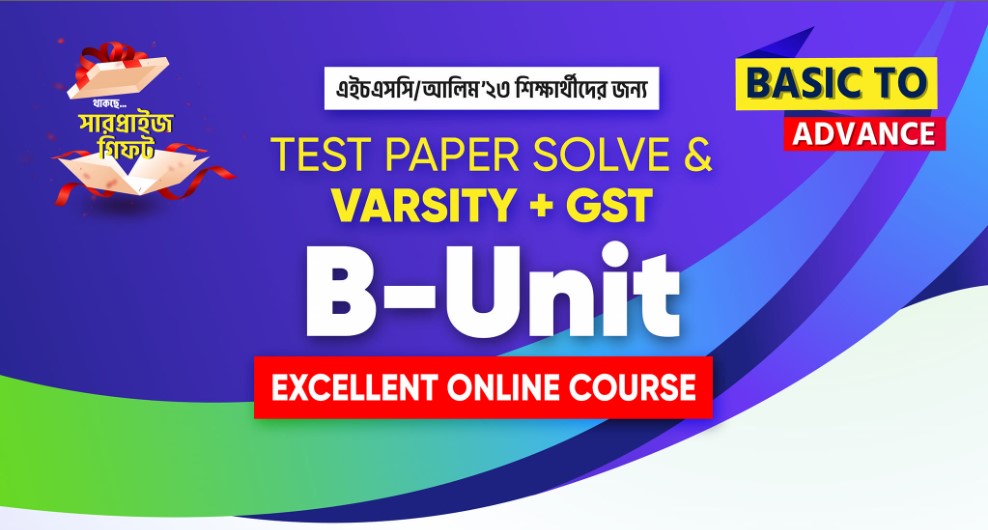 থাকছে...
সারপ্রাইজ
গিফট
এইচএসসি/আলিম'২৩ শিক্ষার্থীদের জন্য
BASIC TO
ADVANCE
TEST PAPER SOLVE &
VARSITY + GST
B-Unit
EXCELLENT ONLINE COURSE